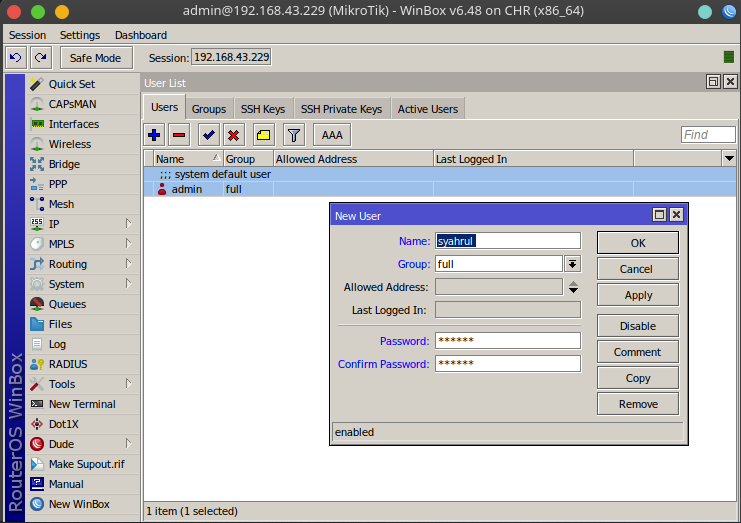 admin@192.168.43.229 (MikroTik) - WinBox v6.48 on CHR (x86_64)
Session Settings Dashboard
Safe Mode Session: 192.168.43.229
RouterOS WinBox
Quick Set
CAPsMAN
Interfaces
Wireless
Bridge
PPP
Mesh
IP
MPLS
Routing
System
Queues
Files
Log
RADIUS
Tools
New Terminal
Dot1X
Dude
Make Supout.rif
Manual
New WinBox
User List
Users Groups SSH Keys SSH Private Keys Active Users
AAA Find
Name Group Allowed Address Last Logged In
;;; system default user
admin full
New User
Name: syahrul
Group: full
Allowed Address:
Last Logged In:
Password: ******
Confirm Password: ******
OK
Cancel
Apply
Disable
Comment
Copy
Remove
enabled
1 item (1 selected)